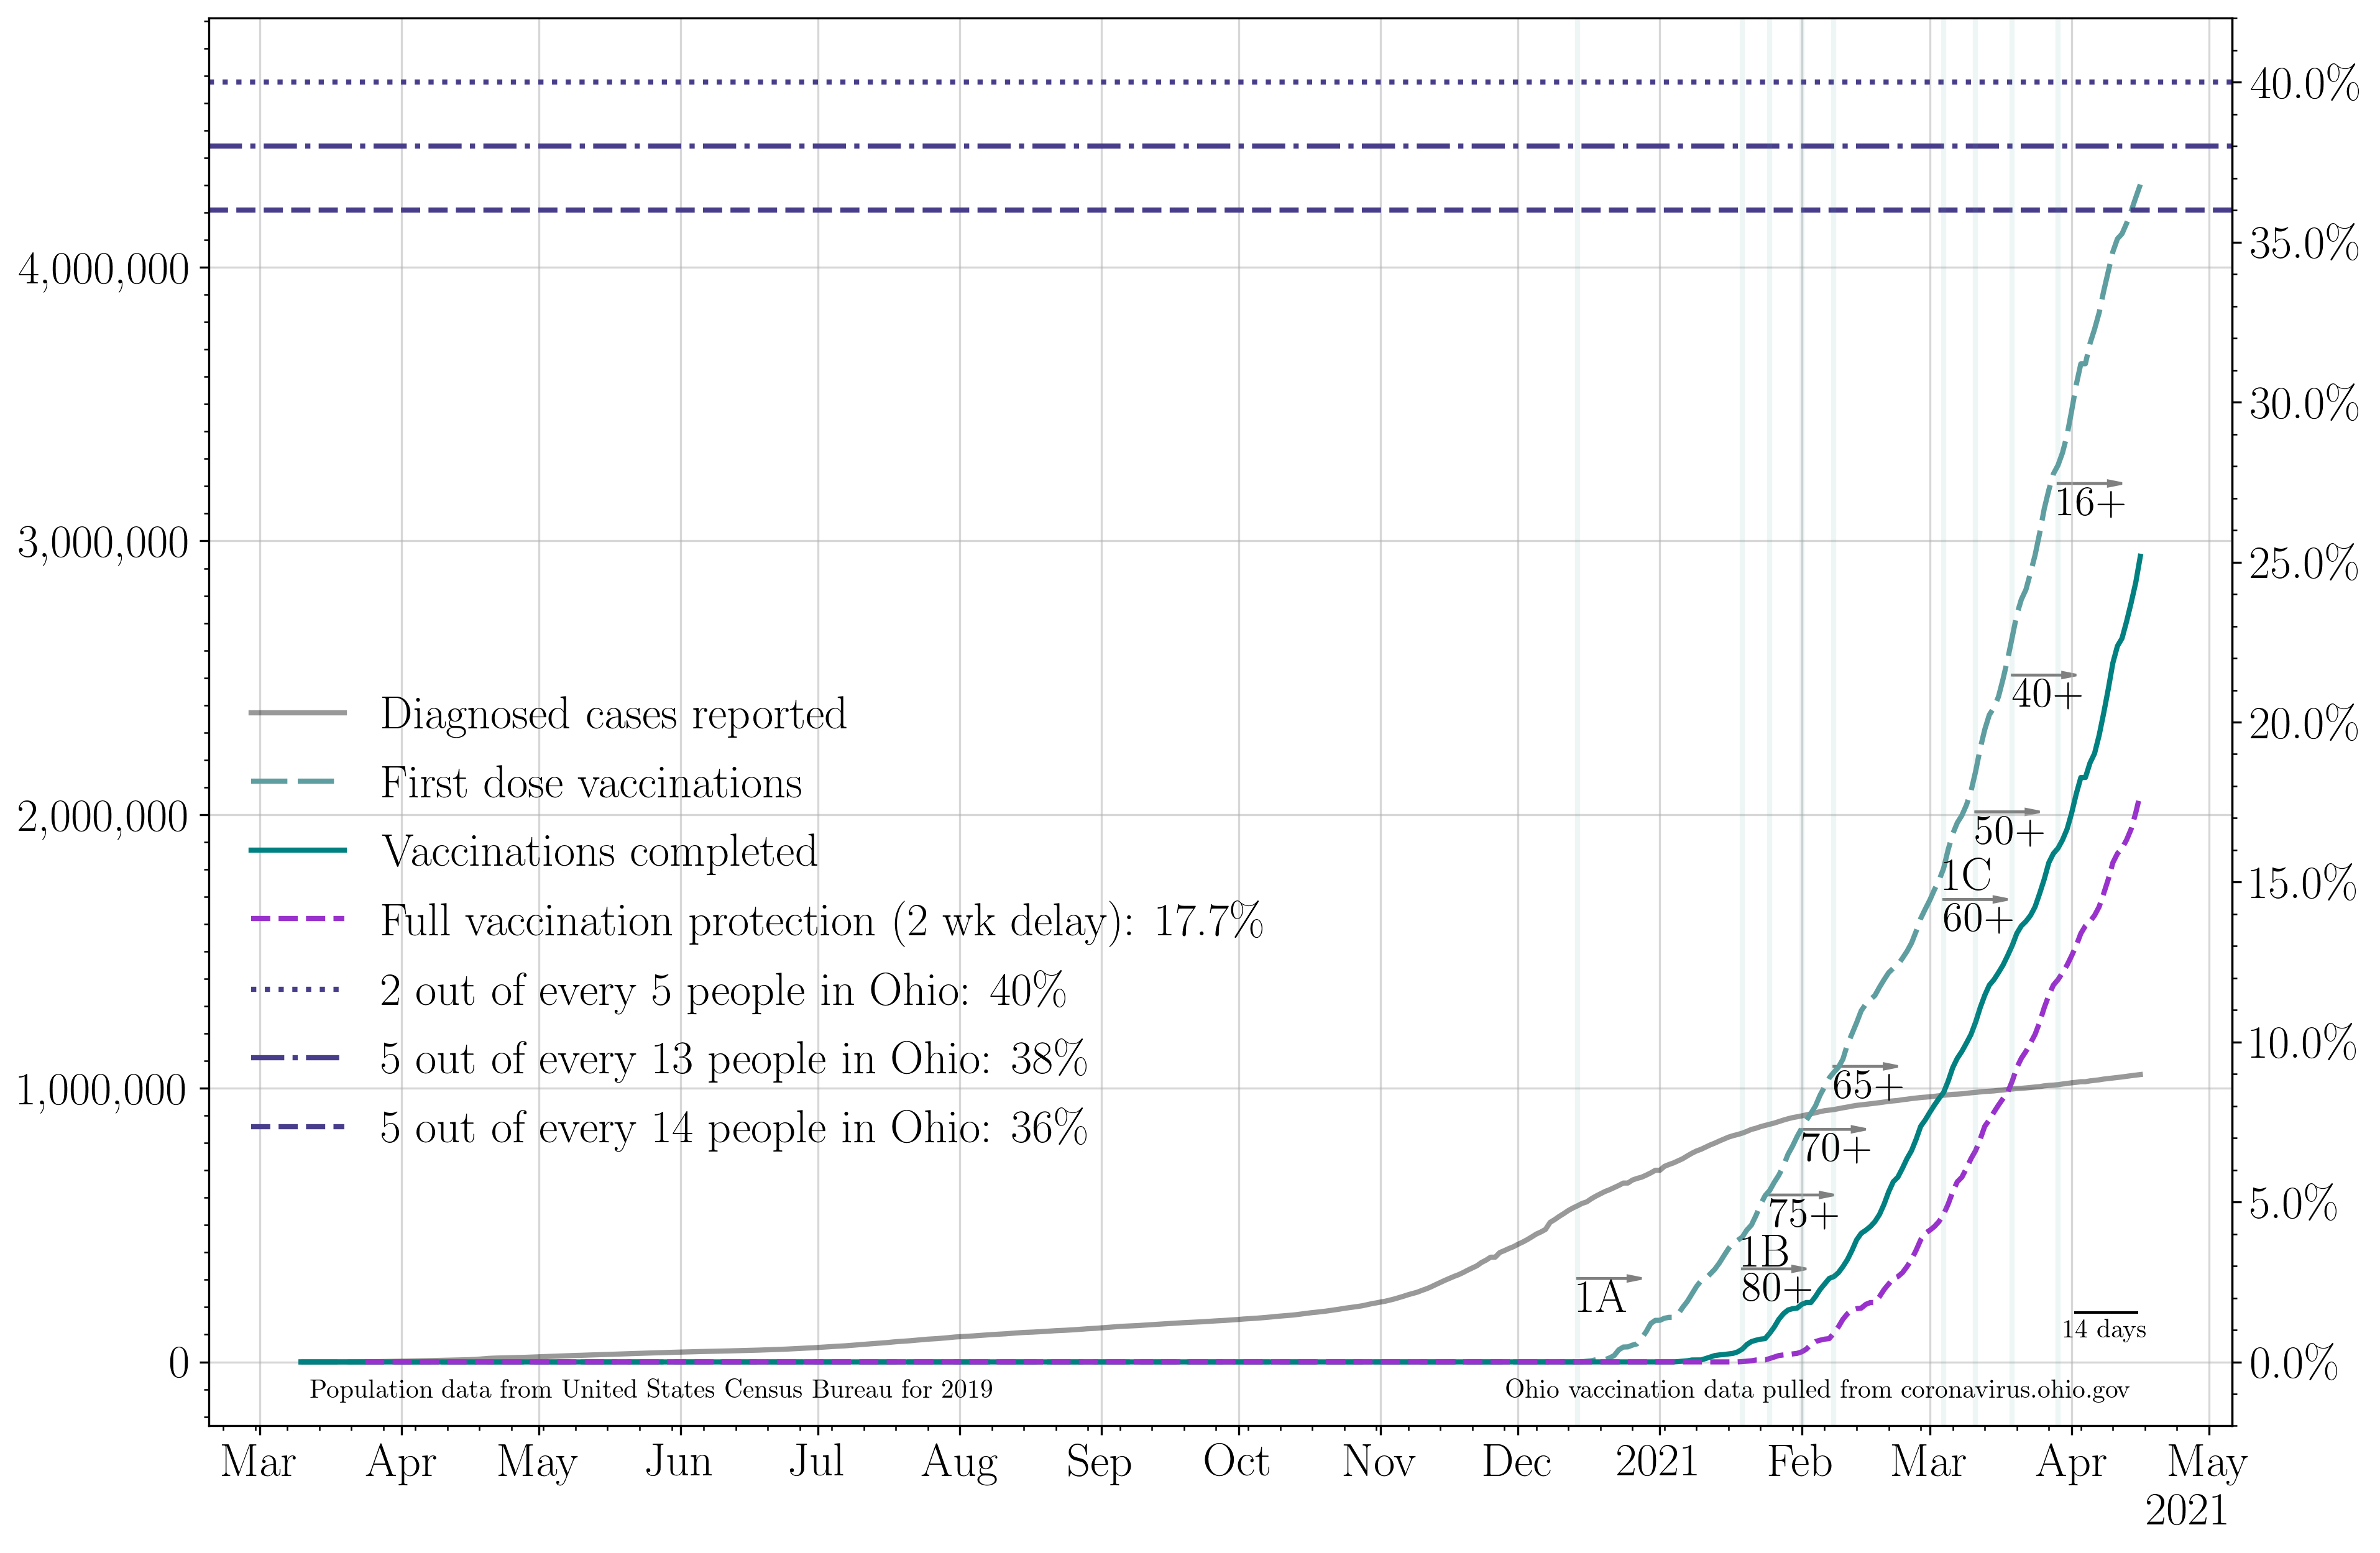 40.0%
35.0%
4,000,000
30.0%
16+
3,000,000
25.0%
40+
20.0%
Diagnosed cases reported
First dose vaccinations
2,000,000
50+
Vaccinations completed
1C
15.0%
60+
Full vaccination protection (2 wk delay): 17.7%
2 out of every 5 people in Ohio: 40%
5 out of every 13 people in Ohio: 38%
10.0%
1,000,000
65+
5 out of every 14 people in Ohio: 36%
70+
75+
5.0%
1B
80+
1A
14 days
0
0.0%
Population data from United States Census Bureau for 2019
Ohio vaccination data pulled from coronavirus.ohio.gov
Mar Apr May Jun Jul Aug Sep Oct Nov Dec 2021 Feb Mar Apr May
2021